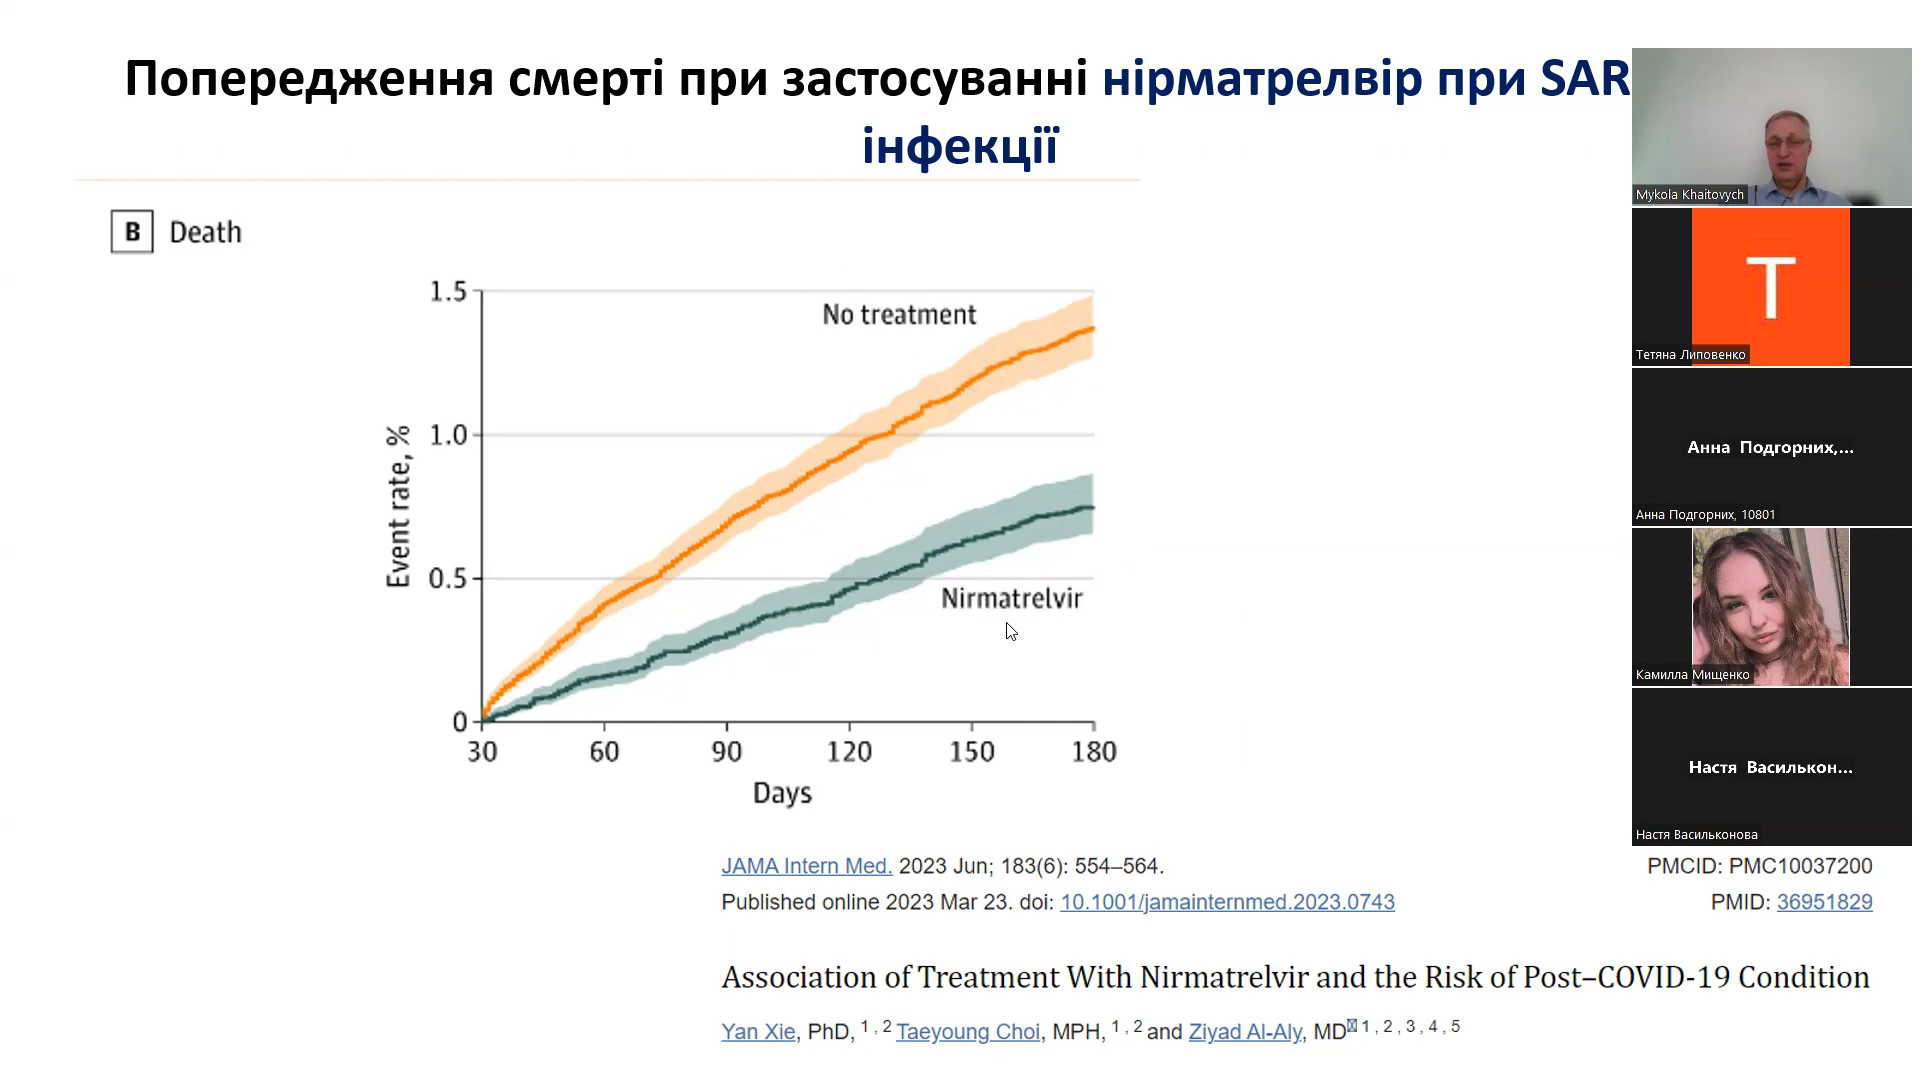 Попередження смерті при застосуванні нірматрелвір при SAR
інфекції
B Death
1.5
1.0
0.5
0
Event rate, %
No treatment
Nirmatrelvir
30 60 90 120 150 180
Days
JAMA Intern Med. 2023 Jun; 183(6): 554–564.
Published online 2023 Mar 23. doi: 10.1001/jamainternmed.2023.0743
PMCID: PMC10037200
PMID: 36951829
Association of Treatment With Nirmatrelvir and the Risk of Post–COVID-19 Condition
Yan Xie, PhD, 1 , 2 Taeyoung Choi, MPH, 1 , 2 and Ziyad Al-Aly, MD 1 , 2 , 3 , 4 , 5
Mykola Khaitovych
T
Тетяна Липовенко
Анна Подгорних,...
Анна Подгорних, 10801
Камилла Мищенко
Настя Василькон...
Настя Васильконова